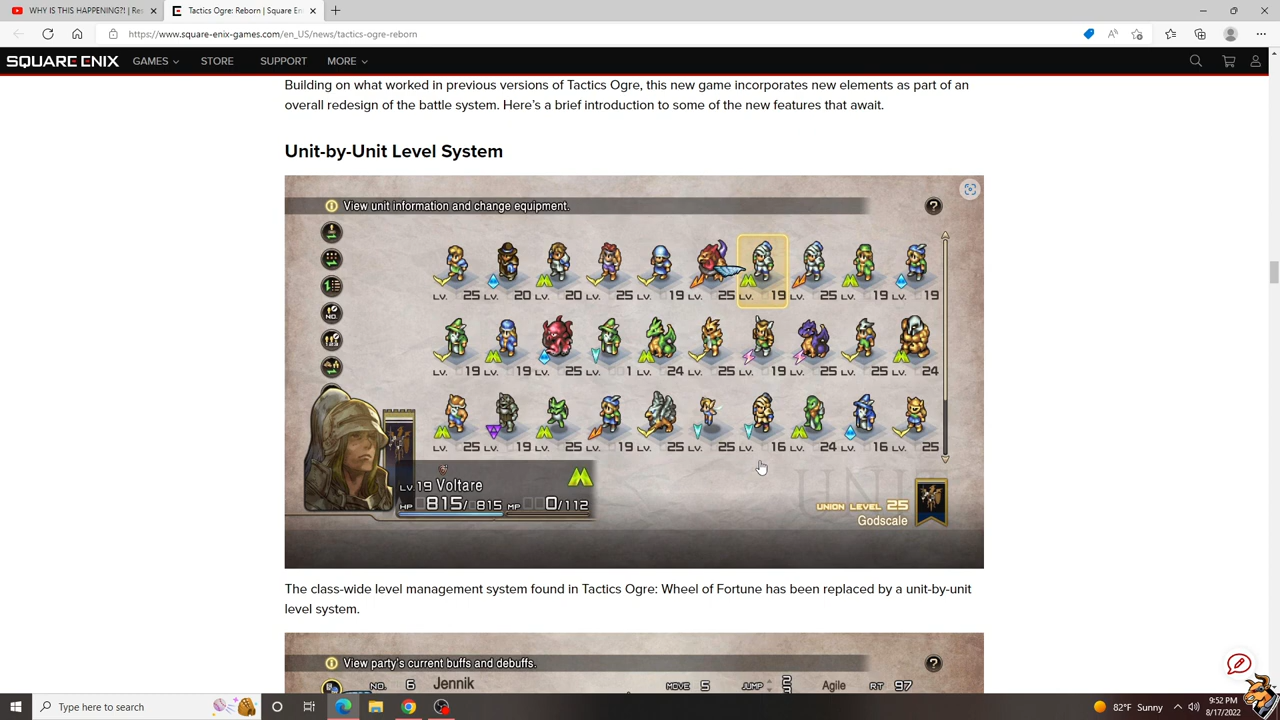 WHY IS THIS HAPPENING?! | Res
Tactics Ogre: Reborn | Square En
https://www.square-enix-games.com/en_US/news/tactics-ogre-reborn
SQUARE ENIX GAMES STORE SUPPORT MORE
Building on what worked in previous versions of Tactics Ogre, this new game incorporates new elements as part of an
overall redesign of the battle system. Here's a brief introduction to some of the new features that await.
Unit-by-Unit Level System
View unit information and change equipment. ?
LV. 25 LV. 20 LV. 20 LV. 25 LV. 19 LV. 25 LV. 19 LV. 25 LV. 19 LV. 19
LV. 19 LV. 19 LV. 25 LV. 1 LV. 24 LV. 25 LV. 19 LV. 25 LV. 25 LV. 24
LV. 25 LV. 19 LV. 25 LV. 19 LV. 25 LV. 25 LV. 16 LV. 24 LV. 16 LV. 25
NO.
UNIT
LV. 19 Voltare
HP 815/815 MP 0/112
UNION LEVEL 25
Godscale
The class-wide level management system found in Tactics Ogre: Wheel of Fortune has been replaced by a unit-by-unit
level system.
View party's current buffs and debuffs. ?
NO. 6 Jennik MOVE 5 JUMP Agile RT 97
Type here to search
82°F Sunny
9:52 PM
8/17/2022